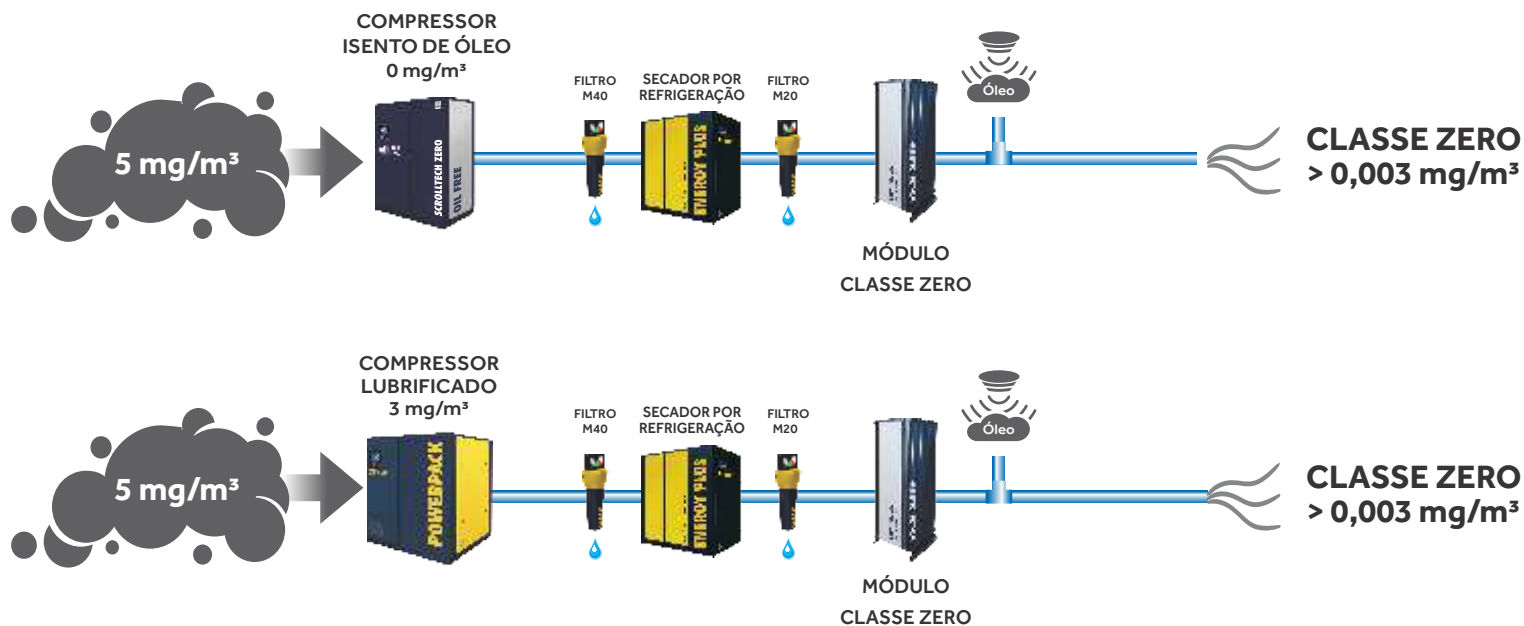 COMPRESSOR
ISENTO DE ÓLEO
0 mg/m³
5 mg/m³
SCROLLTECH ZERO
OIL FREE
FILTRO
M40
SECADOR POR
REFRIGERAÇÃO
ENERGY PLUS
FILTRO
M20
MÓDULO
CLASSE ZERO
Óleo
CLASSE ZERO
> 0,003 mg/m³
COMPRESSOR
LUBRIFICADO
3 mg/m³
5 mg/m³
POWERPACK
FILTRO
M40
SECADOR POR
REFRIGERAÇÃO
ENERGY PLUS
FILTRO
M20
MÓDULO
CLASSE ZERO
Óleo
CLASSE ZERO
> 0,003 mg/m³